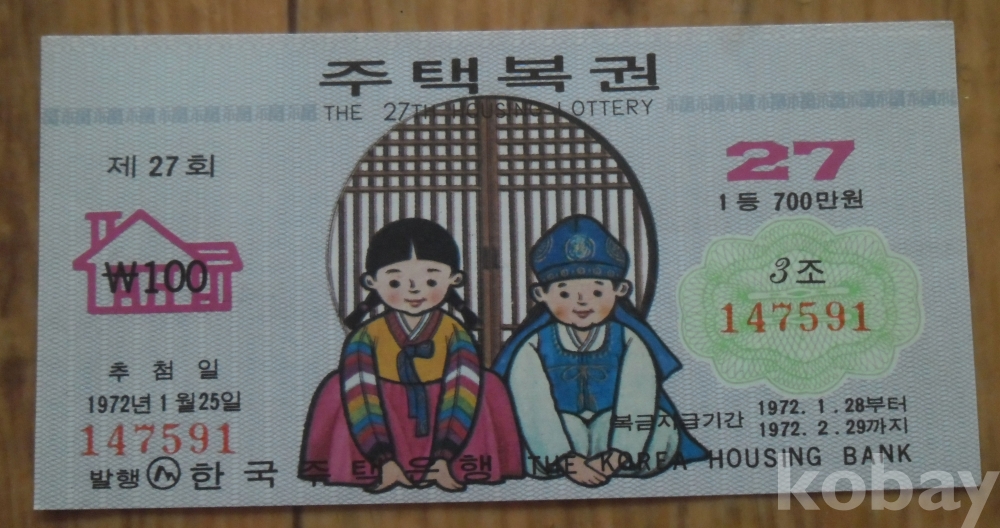 주택복권
THE 27TH HOUSING LOTTERY
제 27 회
27
1 등 700만원
₩100
3 조
147591
추 첨 일
1972년 1 월 25일
147591
복금지급기간 1972. 1. 28부터
1972. 2. 29까지
발행 한국주택은행 THE KOREA HOUSING BANK
kobay